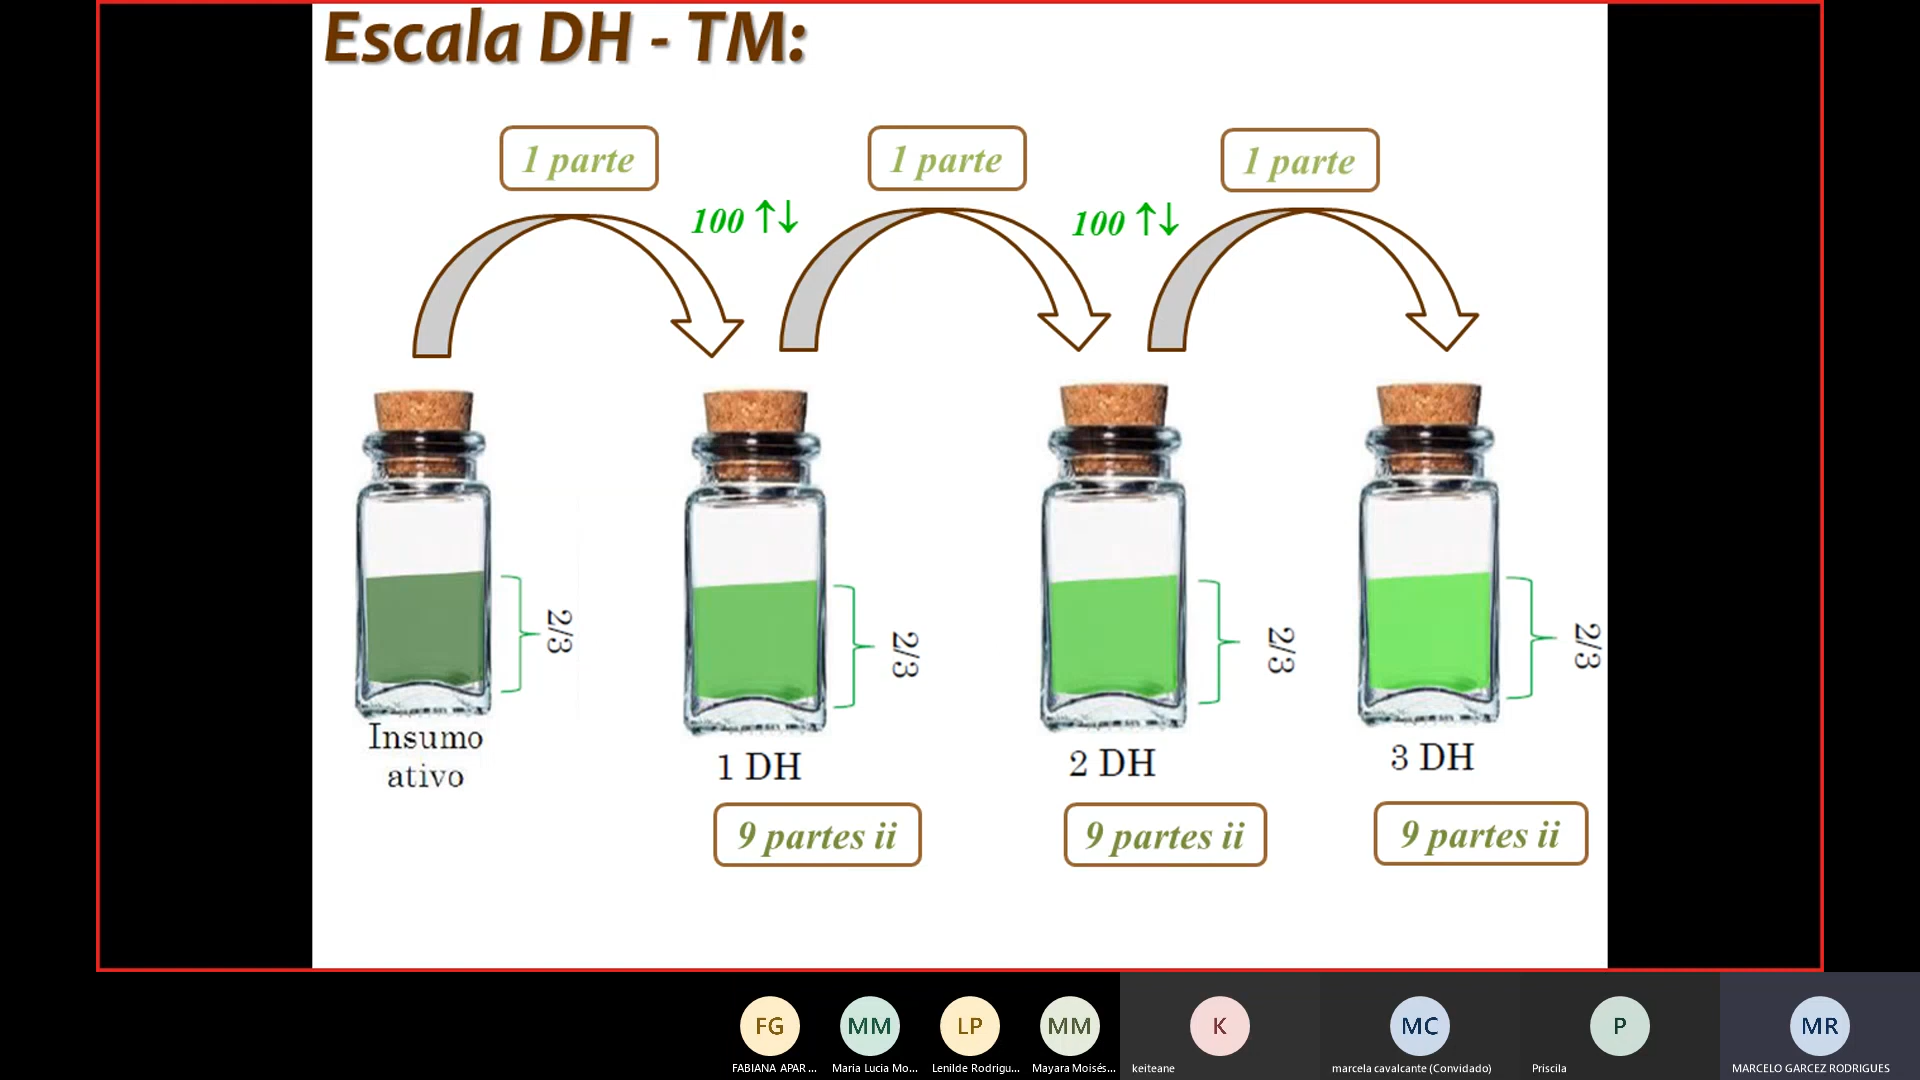 Escala DH - TM:
1 parte
1 parte
1 parte
100 ↑↓
100 ↑↓
2/3
2/3
2/3
2/3
Insumo
ativo
1 DH
2 DH
3 DH
9 partes ii
9 partes ii
9 partes ii
FG
MM
LP
MM
K
MC
P
MR
FABIANA APAR...
Maria Lucia Mo...
Lenilde Rodrigu...
Mayara Moisés...
keiteane
marcela cavalcante (Convidado)
Priscila
MARCELO GARCEZ RODRIGUES